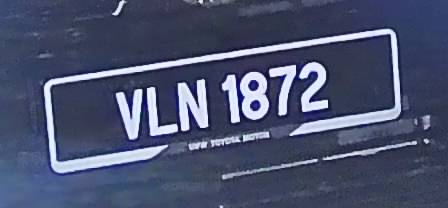 VLN 1872
UMW TOYOTA MOTOR